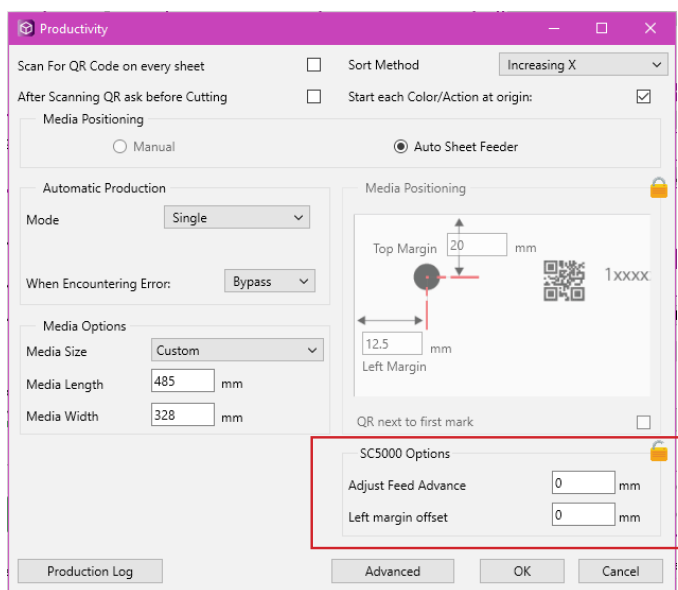 Productivity
Scan For QR Code on every sheet
Sort Method Increasing X
After Scanning QR ask before Cutting
Start each Color/Action at origin:
Media Positioning
Manual
Auto Sheet Feeder
Automatic Production
Mode Single
When Encountering Error: Bypass
Media Options
Media Size Custom
Media Length 485 mm
Media Width 328 mm
Media Positioning
Top Margin 20 mm
1xxxx
12.5 mm
Left Margin
QR next to first mark
SC5000 Options
Adjust Feed Advance 0 mm
Left margin offset 0 mm
Production Log
Advanced
OK
Cancel